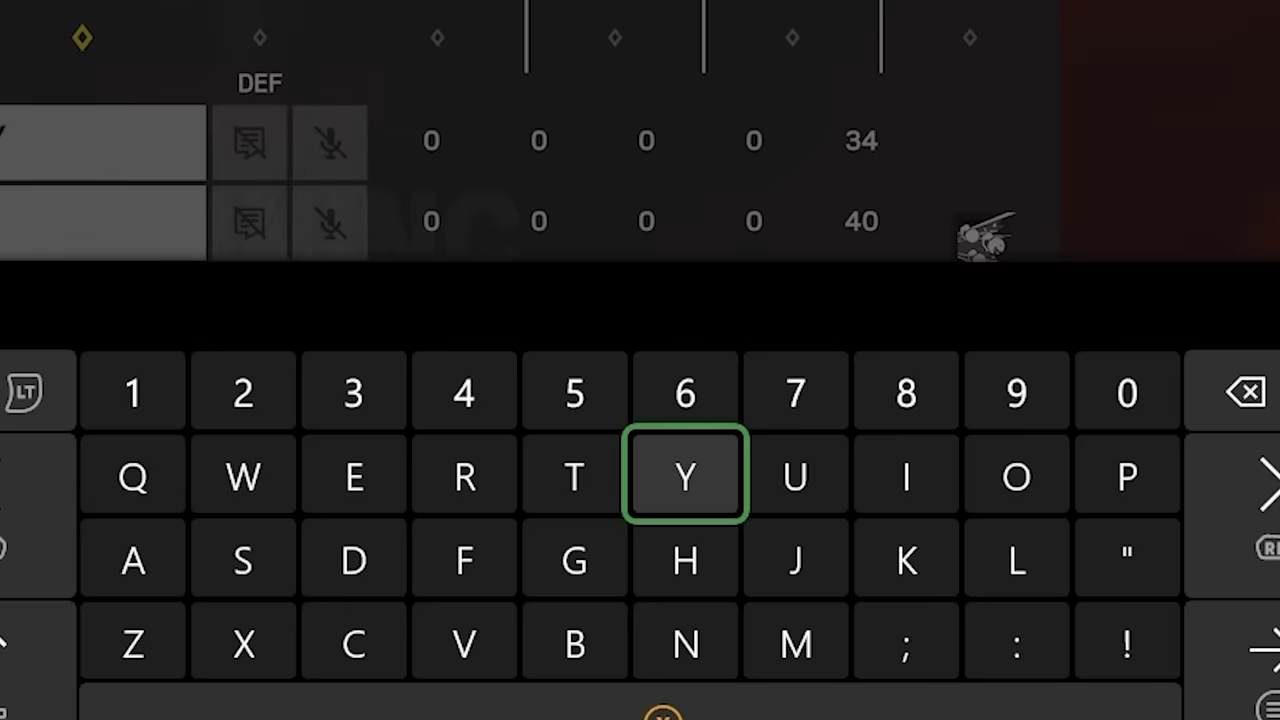 DEF
0 0 0 0 34
0 0 0 0 40
LT 1 2 3 4 5 6 7 8 9 0
Q W E R T Y U I O P
A S D F G H J K L "
Z X C V B N M ; : !
X